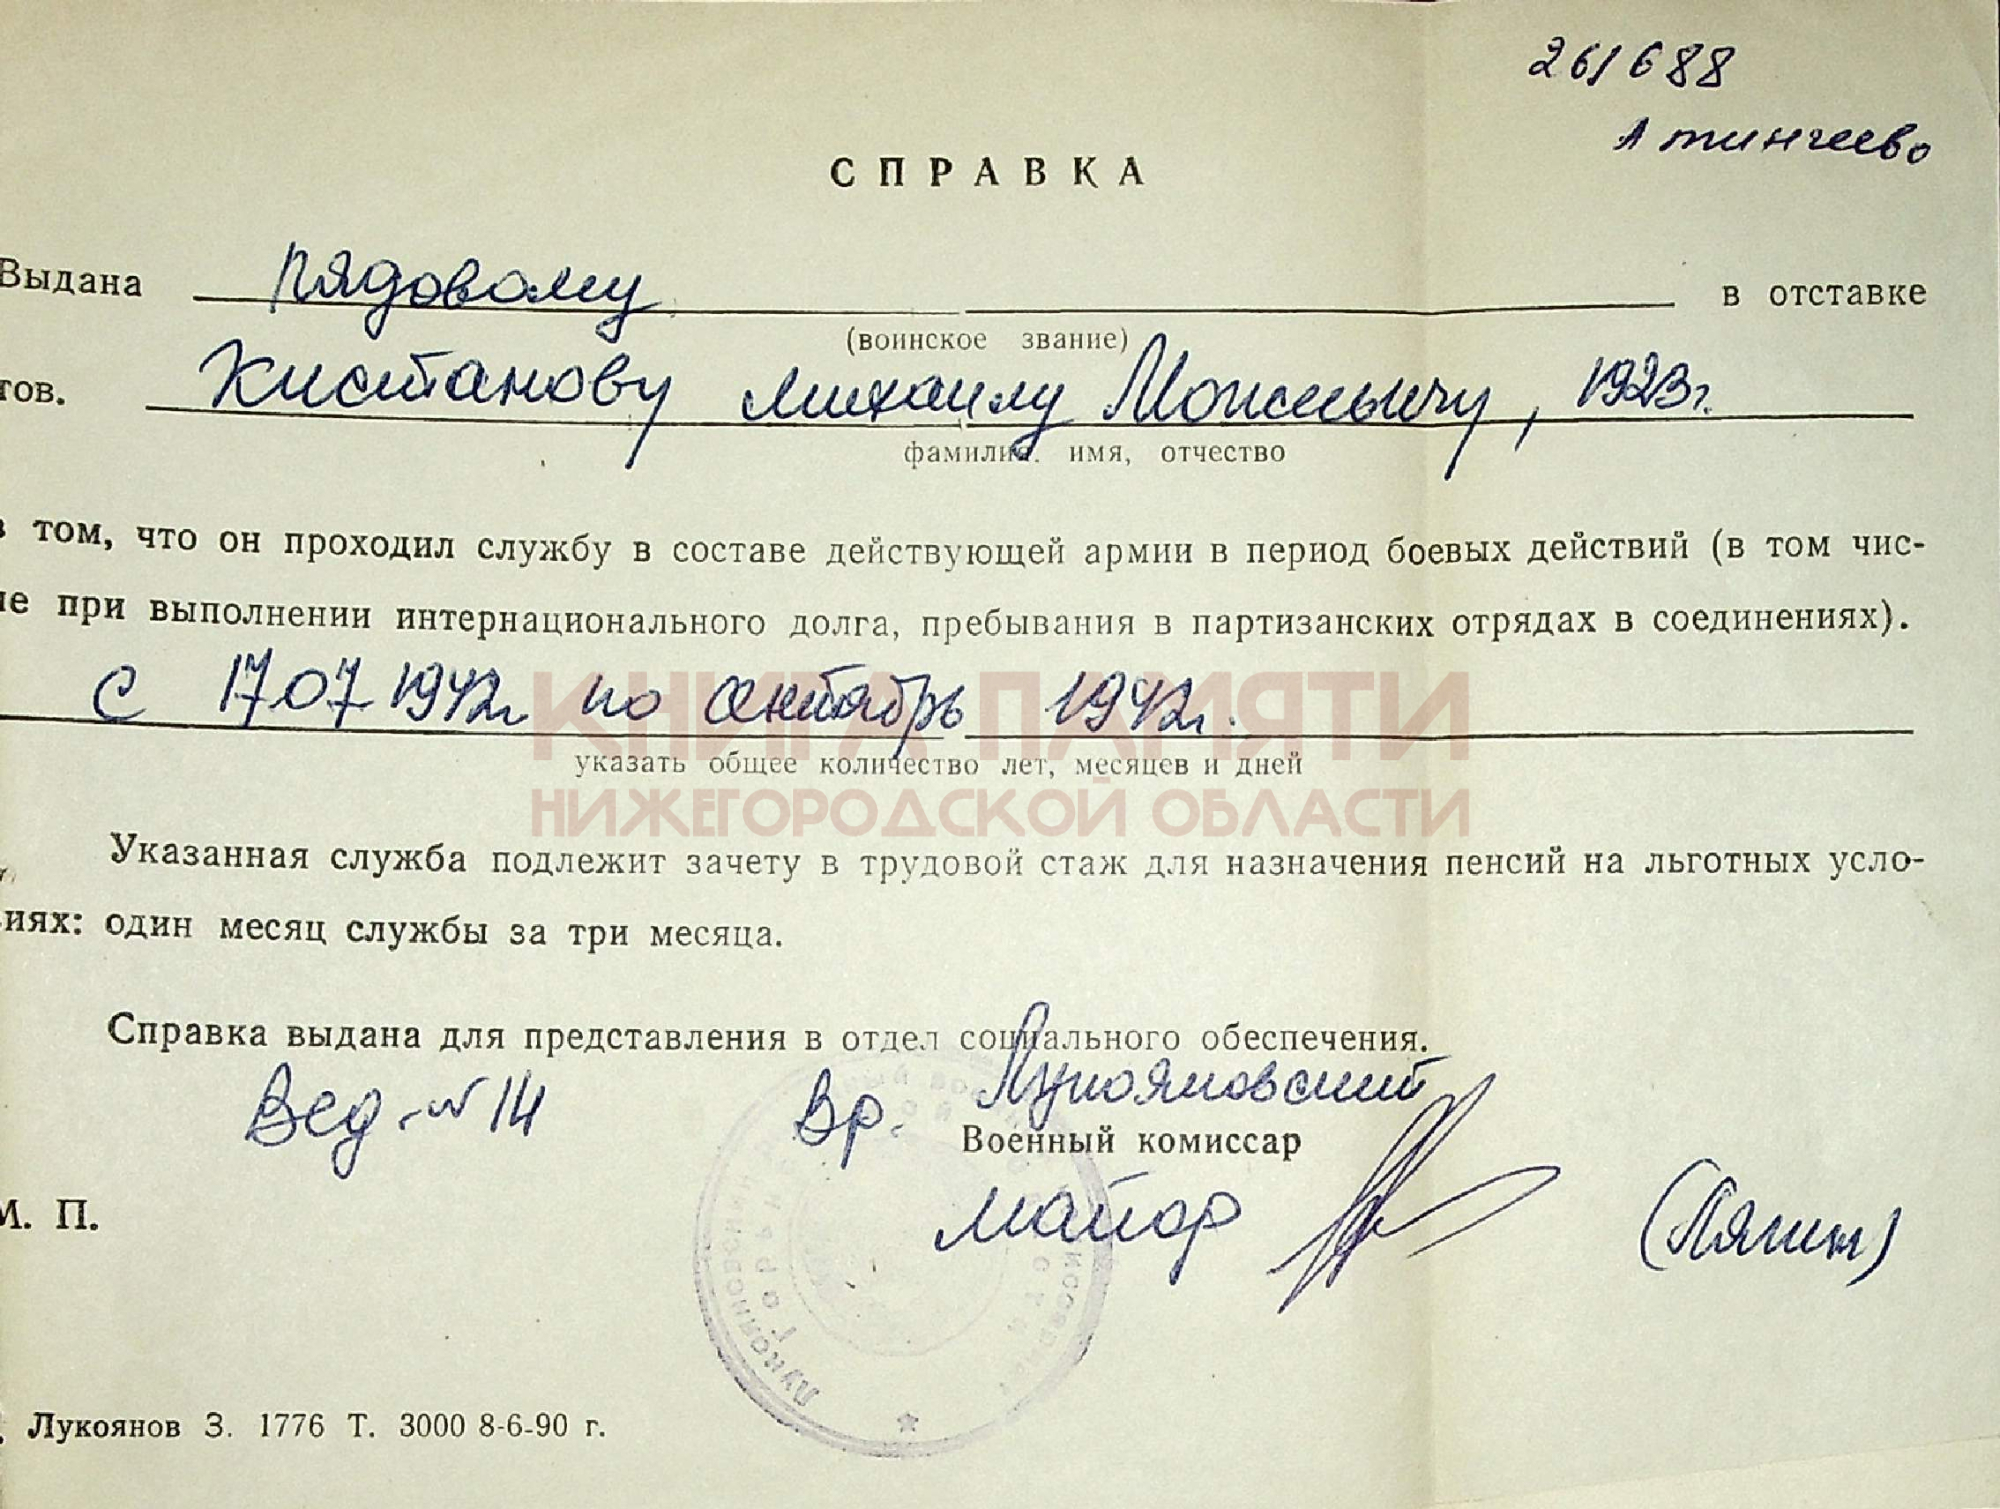 261688
Атингеево
СПРАВКА
Выдана рядовому в отставке
(воинское звание)
тов. Кистанову Михаилу Моисеевичу, 1923г.
фамилия, имя, отчество
в том, что он проходил службу в составе действующей армии в период боевых действий (в том чис-
ле при выполнении интернационального долга, пребывания в партизанских отрядах в соединениях).
с 17.07.1942г по октябрь 1942г.
КНИГА ПАМЯТИ
указать общее количество лет, месяцев и дней
НИЖЕГОРОДСКОЙ ОБЛАСТИ
Указанная служба подлежит зачету в трудовой стаж для назначения пенсий на льготных усло-
виях: один месяц службы за три месяца.
Справка выдана для представления в отдел социального обеспечения.
Лукояновский
Вед. № 14 Вр. Военный комиссар
М. П. майор (Лямин)
Лукоянов З. 1776 Т. 3000 8-6-90 г.